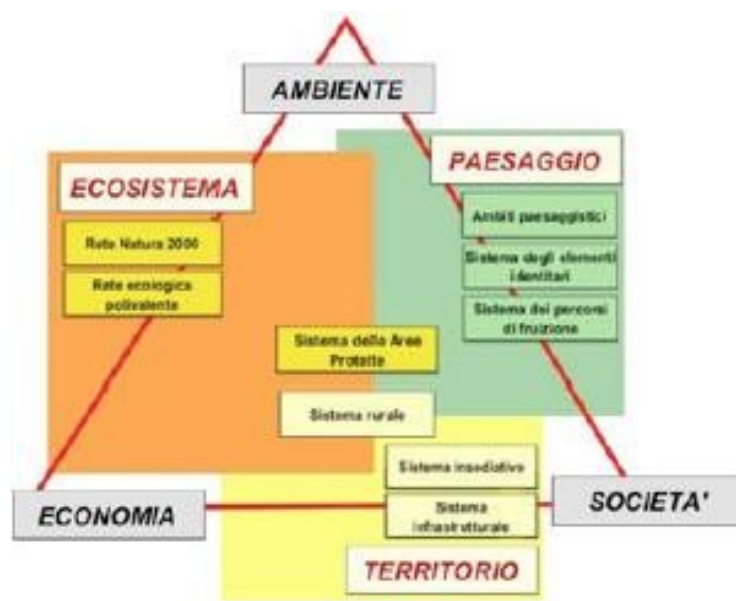 AMBIENTE
PAESAGGIO
ECOSISTEMA
Ambiti paesaggistici
Rete Natura 2000
Sistema degli elementi
identitari
Rete ecologica
polivalente
Sistema dei percorsi
di fruizione
Sistema delle Aree
Protette
Sistema rurale
Sistema insediativo
ECONOMIA
Sistema
infrastrutturale
SOCIETA'
TERRITORIO